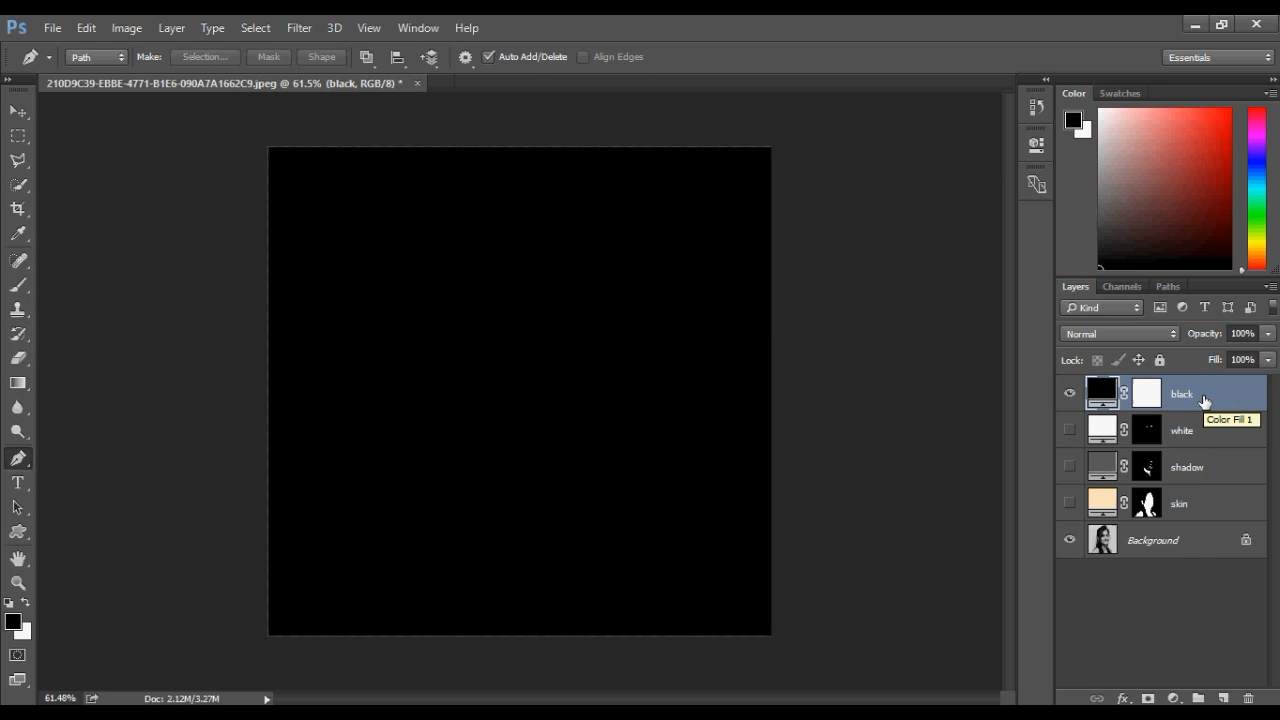 Ps File Edit Image Layer Type Select Filter 3D View Window Help
Path Make: Selection... Mask Shape Auto Add/Delete Align Edges Essentials
210D9C39-EBBE-4771-B1E6-090A7A1662C9.jpeg @ 61.5% (black, RGB/8) * ×
Color Swatches
Layers Channels Paths
Kind
Normal Opacity: 100%
Lock: Fill: 100%
black
Color Fill 1
white
shadow
skin
Background
61.48% Doc: 2.12M/3.27M